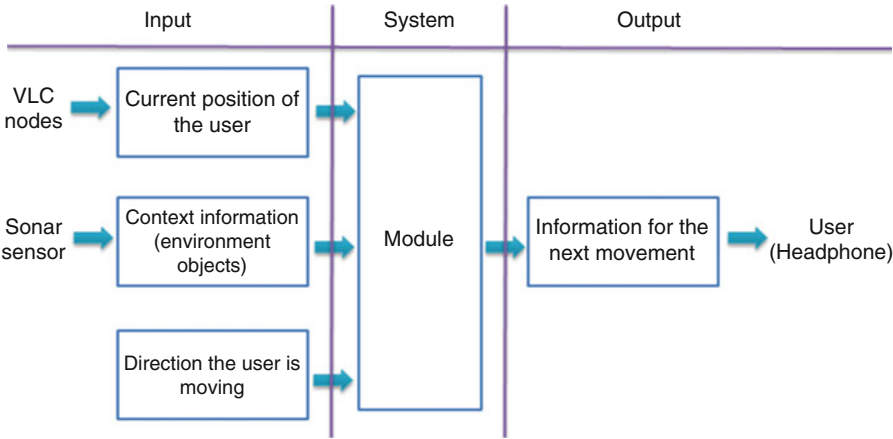 Input
System
Output
VLC
nodes
Current position of
the user
Sonar
sensor
Context information
(environment
objects)
Module
Information for the
next movement
User
(Headphone)
Direction the user is
moving